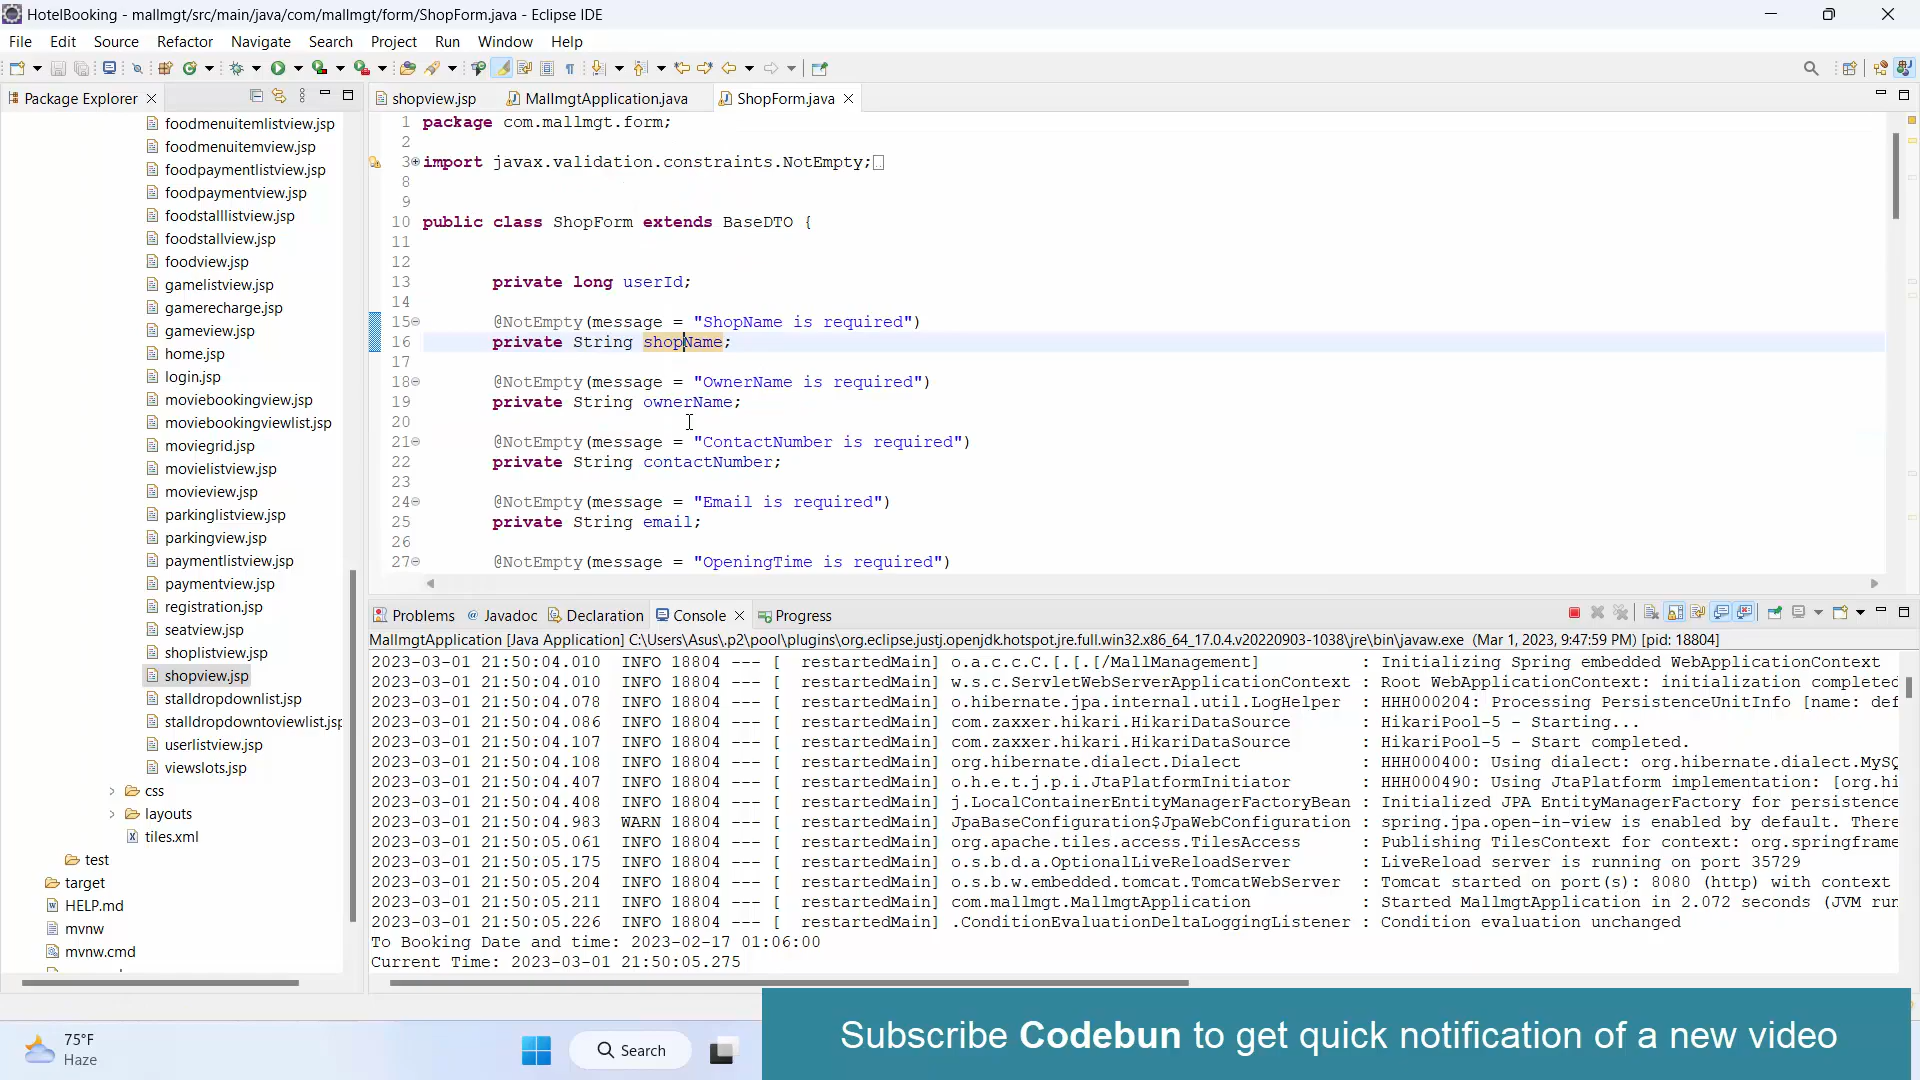 HotelBooking - mallmgt/src/main/java/com/mallmgt/form/ShopForm.java - Eclipse IDE
File Edit Source Refactor Navigate Search Project Run Window Help
Package Explorer
foodmenuitemlistview.jsp
foodmenuitemview.jsp
foodpaymentlistview.jsp
foodpaymentview.jsp
foodstalllistview.jsp
foodstallview.jsp
foodview.jsp
gamelistview.jsp
gamerecharge.jsp
gameview.jsp
home.jsp
login.jsp
moviebookingview.jsp
moviebookingviewlist.jsp
moviegrid.jsp
movielistview.jsp
movieview.jsp
parkinglistview.jsp
parkingview.jsp
paymentlistview.jsp
paymentview.jsp
registration.jsp
seatview.jsp
shoplistview.jsp
shopview.jsp
stalldropdownlist.jsp
stalldropdowntoviewlist.jsp
userlistview.jsp
viewslots.jsp
css
layouts
tiles.xml
test
target
HELP.md
mvnw
mvnw.cmd
shopview.jsp MallmgtApplication.java ShopForm.java
1 package com.mallmgt.form;
2
3 import javax.validation.constraints.NotEmpty;
8
9
10 public class ShopForm extends BaseDTO {
11
12
13 private long userId;
14
15 @NotEmpty(message = "ShopName is required")
16 private String shopName;
17
18 @NotEmpty(message = "OwnerName is required")
19 private String ownerName;
20
21 @NotEmpty(message = "ContactNumber is required")
22 private String contactNumber;
23
24 @NotEmpty(message = "Email is required")
25 private String email;
26
27 @NotEmpty(message = "OpeningTime is required")
Problems @ Javadoc Declaration Console Progress
MallmgtApplication [Java Application] C:\Users\Asus\.p2\pool\plugins\org.eclipse.justj.openjdk.hotspot.jre.full.win32.x86_64_17.0.4.v20220903-1038\jre\bin\javaw.exe (Mar 1, 2023, 9:47:59 PM) [pid: 18804]
2023-03-01 21:50:04.010 INFO 18804 --- [ restartedMain] o.a.c.c.C.[.[.[/MallManagement] : Initializing Spring embedded WebApplicationContext
2023-03-01 21:50:04.010 INFO 18804 --- [ restartedMain] w.s.c.ServletWebServerApplicationContext : Root WebApplicationContext: initialization completed
2023-03-01 21:50:04.078 INFO 18804 --- [ restartedMain] o.hibernate.jpa.internal.util.LogHelper : HHH000204: Processing PersistenceUnitInfo [name: def
2023-03-01 21:50:04.086 INFO 18804 --- [ restartedMain] com.zaxxer.hikari.HikariDataSource : HikariPool-5 - Starting...
2023-03-01 21:50:04.107 INFO 18804 --- [ restartedMain] com.zaxxer.hikari.HikariDataSource : HikariPool-5 - Start completed.
2023-03-01 21:50:04.108 INFO 18804 --- [ restartedMain] org.hibernate.dialect.Dialect : HHH000400: Using dialect: org.hibernate.dialect.MySQ
2023-03-01 21:50:04.407 INFO 18804 --- [ restartedMain] o.h.e.t.j.p.i.JtaPlatformInitiator : HHH000490: Using JtaPlatform implementation: [org.hi
2023-03-01 21:50:04.408 INFO 18804 --- [ restartedMain] j.LocalContainerEntityManagerFactoryBean : Initialized JPA EntityManagerFactory for persistence
2023-03-01 21:50:04.983 WARN 18804 --- [ restartedMain] JpaBaseConfiguration$JpaWebConfiguration : spring.jpa.open-in-view is enabled by default. There
2023-03-01 21:50:05.061 INFO 18804 --- [ restartedMain] org.apache.tiles.access.TilesAccess : Publishing TilesContext for context: org.springframe
2023-03-01 21:50:05.175 INFO 18804 --- [ restartedMain] o.s.b.d.a.OptionalLiveReloadServer : LiveReload server is running on port 35729
2023-03-01 21:50:05.204 INFO 18804 --- [ restartedMain] o.s.b.w.embedded.tomcat.TomcatWebServer : Tomcat started on port(s): 8080 (http) with context
2023-03-01 21:50:05.211 INFO 18804 --- [ restartedMain] com.mallmgt.MallmgtApplication : Started MallmgtApplication in 2.072 seconds (JVM run
2023-03-01 21:50:05.226 INFO 18804 --- [ restartedMain] .ConditionEvaluationDeltaLoggingListener : Condition evaluation unchanged
To Booking Date and time: 2023-02-17 01:06:00
Current Time: 2023-03-01 21:50:05.275
75°F
Haze
Search
Subscribe Codebun to get quick notification of a new video